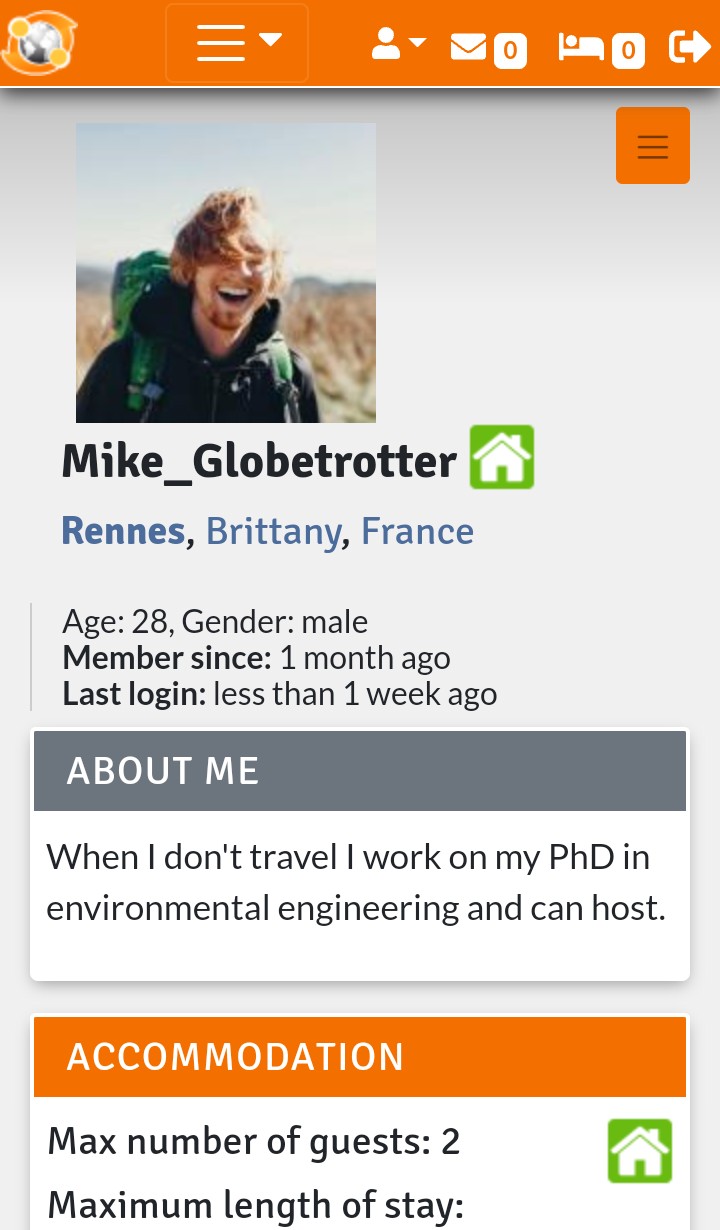 0 0
Mike_Globetrotter
Rennes, Brittany, France
Age: 28, Gender: male
Member since: 1 month ago
Last login: less than 1 week ago
ABOUT ME
When I don't travel I work on my PhD in
environmental engineering and can host.
ACCOMMODATION
Max number of guests: 2
Maximum length of stay: